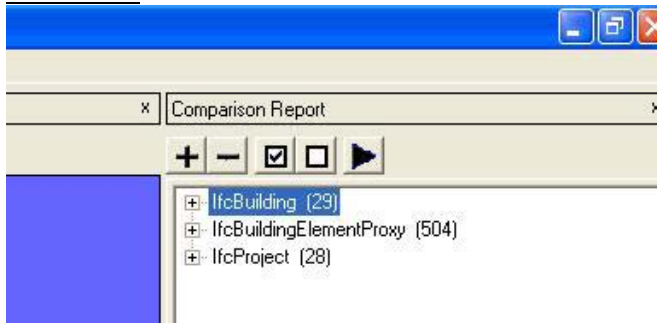 Comparison Report
IfcBuilding (29)
IfcBuildingElementProxy (504)
IfcProject (28)